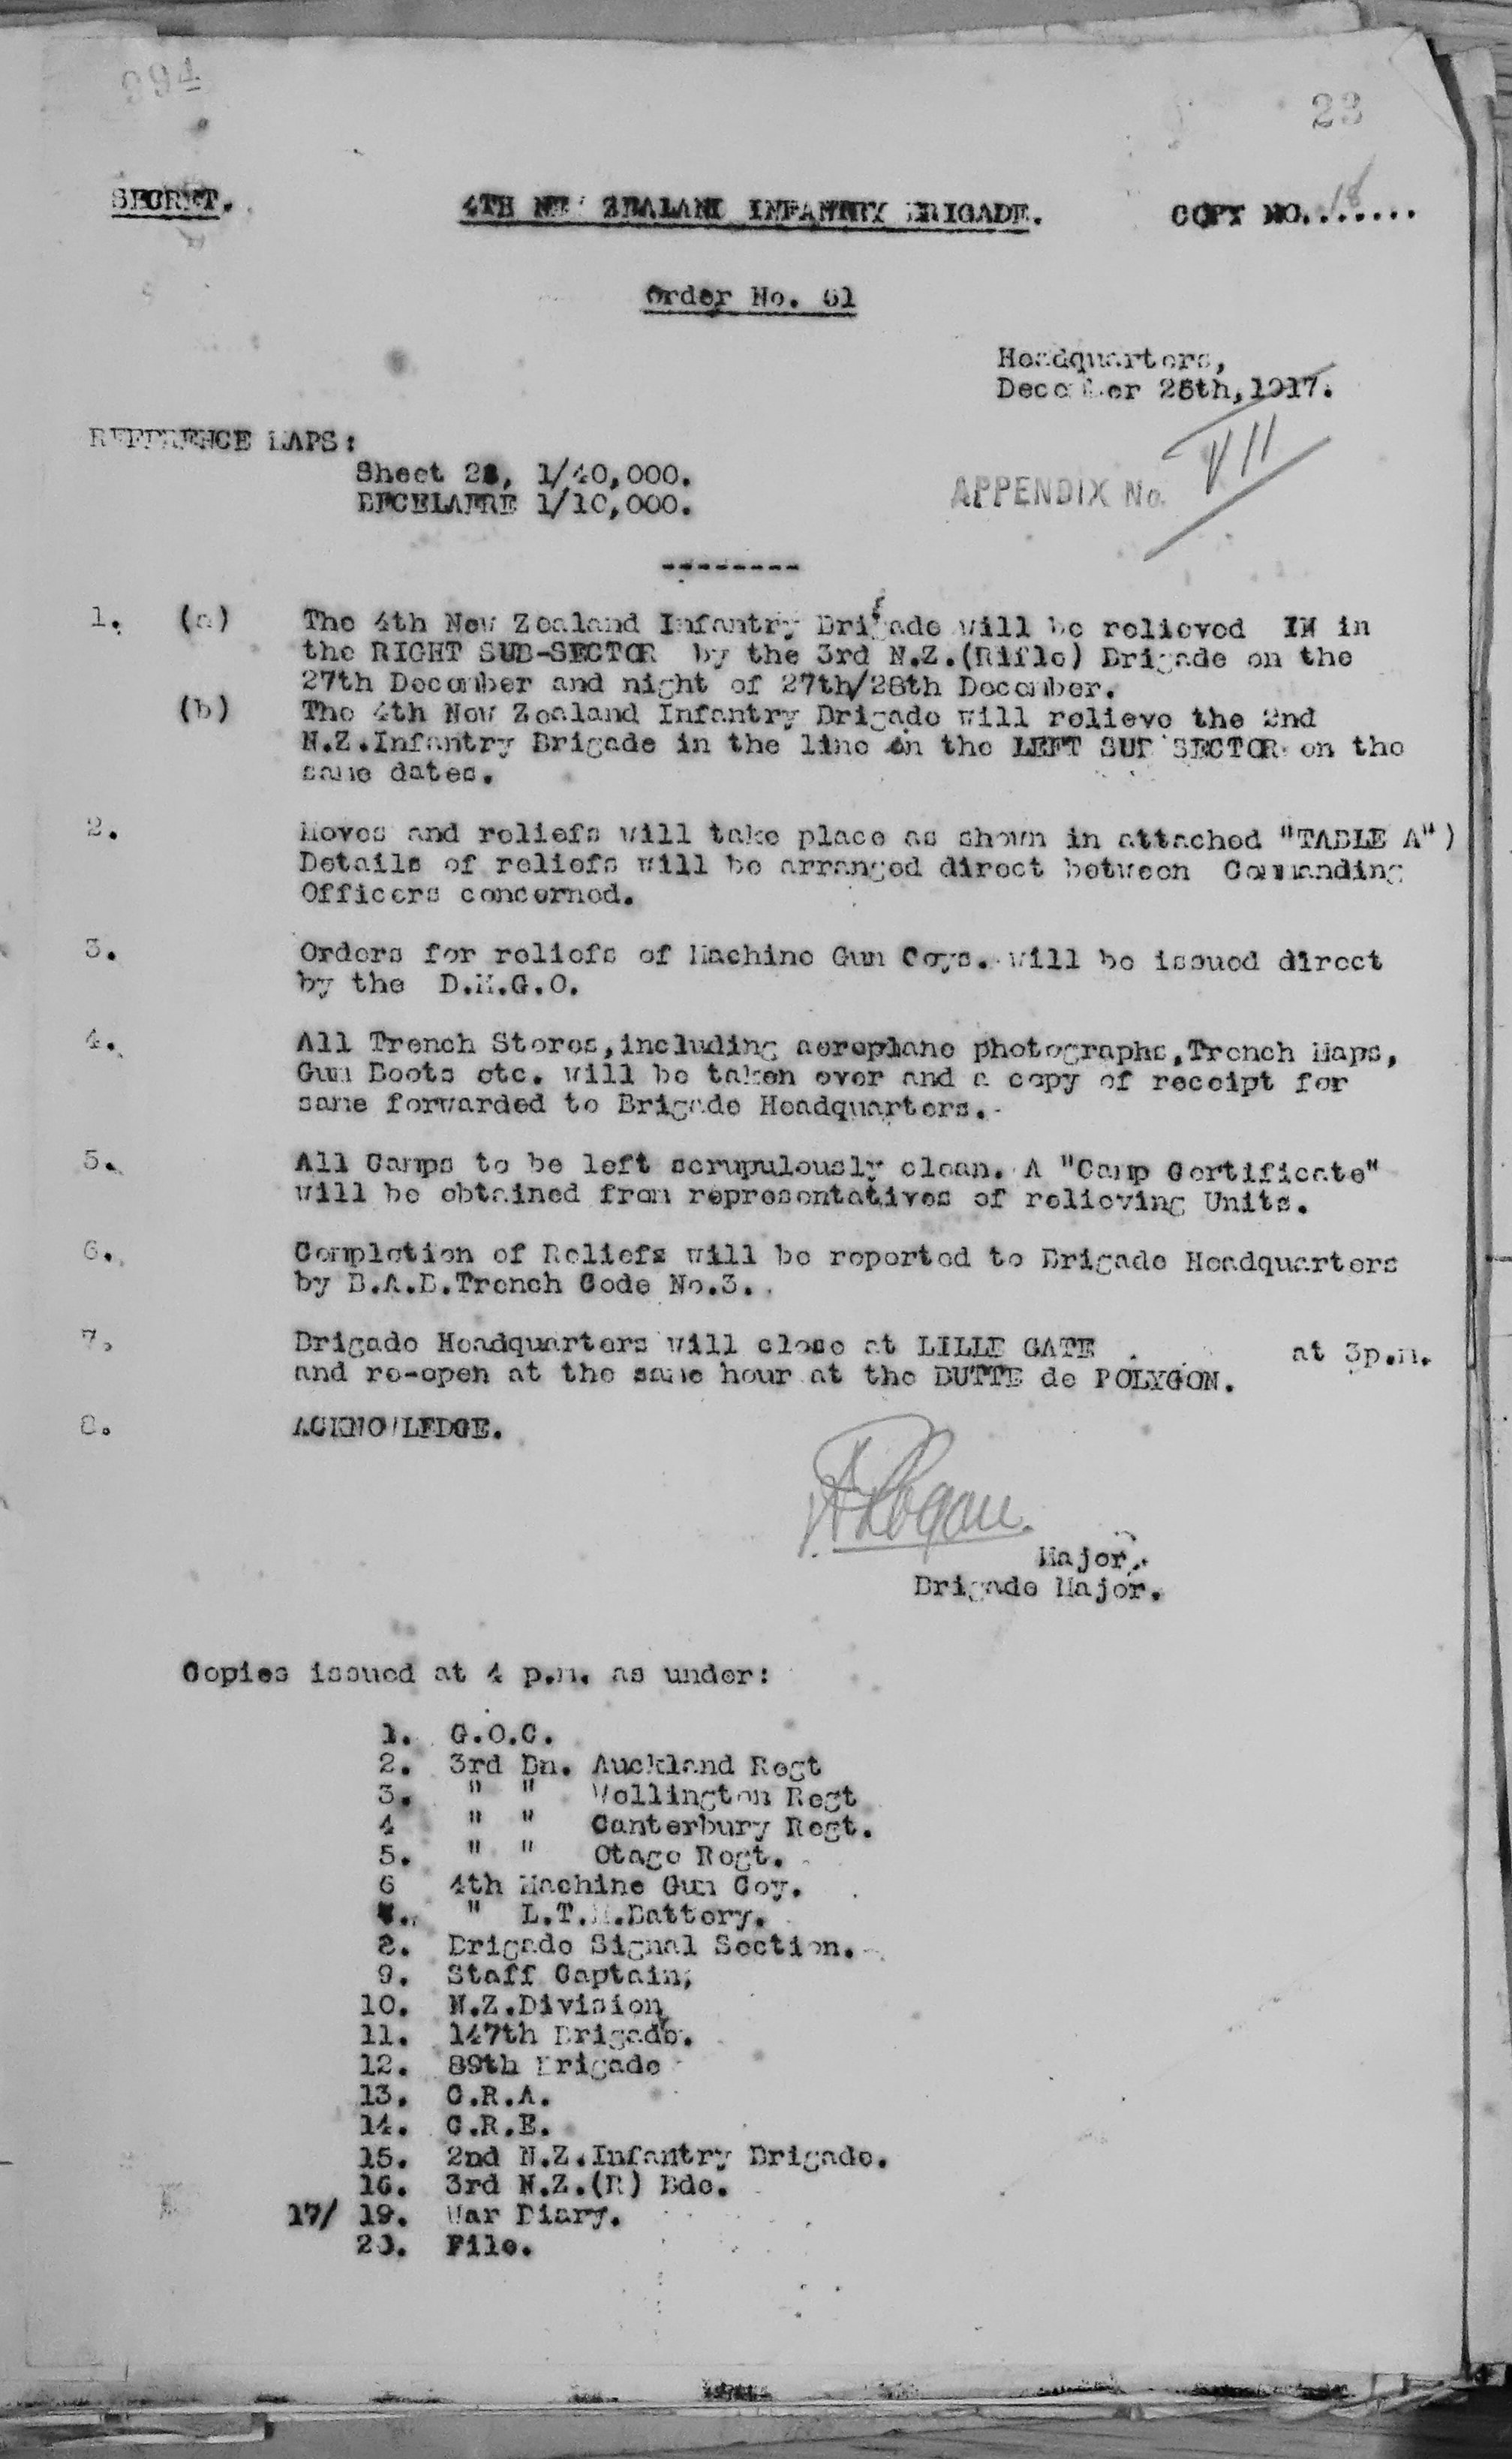 994
23
SECRET.
4TH NEW ZEALAND INFANTRY BRIGADE.
COPY NO. 18 .......
Order No. 61
Headquarters,
December 26th, 1917.
REFERENCE MAPS:
Sheet 28, 1/40,000.
BECELAERE 1/10,000.
APPENDIX No. VII
--------
1. (a) The 4th New Zealand Infantry Brigade will be relieved IN in
the RIGHT SUB-SECTOR by the 3rd N.Z.(Rifle) Brigade on the
27th December and night of 27th/28th December.
(b) The 4th New Zealand Infantry Brigade will relieve the 2nd
N.Z.Infantry Brigade in the line in the LEFT SUB SECTOR on the
same dates.
2. Moves and reliefs will take place as shown in attached "TABLE A")
Details of reliefs will be arranged direct between Commanding
Officers concerned.
3. Orders for reliefs of Machine Gun Coys. will be issued direct
by the D.M.G.O.
4. All Trench Stores,including aeroplane photographs,Trench Maps,
Gum Boots etc. will be taken over and a copy of receipt for
same forwarded to Brigade Headquarters.
5. All Camps to be left scrupulously clean. A "Camp Certificate"
will be obtained from representatives of relieving Units.
6. Completion of Reliefs will be reported to Brigade Headquarters
by B.A.B.Trench Code No.3.
7. Brigade Headquarters will close at LILLE GATE at 3p.m.
and re-open at the same hour at the BUTTE de POLYGON.
8. ACKNOWLEDGE.
Logan
Major.
Brigade Major.
Copies issued at 4 p.m. as under:
1. G.O.C.
2. 3rd Bn. Auckland Regt
3. " " Wellington Regt
4 " " Canterbury Regt.
5. " " Otago Regt.
6 4th Machine Gun Coy.
7. " L.T.M.Battery.
8. Brigade Signal Section.
9. Staff Captain,
10. N.Z.Division
11. 147th Brigade.
12. 89th Brigade
13. C.R.A.
14. C.R.E.
15. 2nd N.Z.Infantry Brigade.
16. 3rd N.Z.(R) Bde.
17/ 19. War Diary.
20. File.